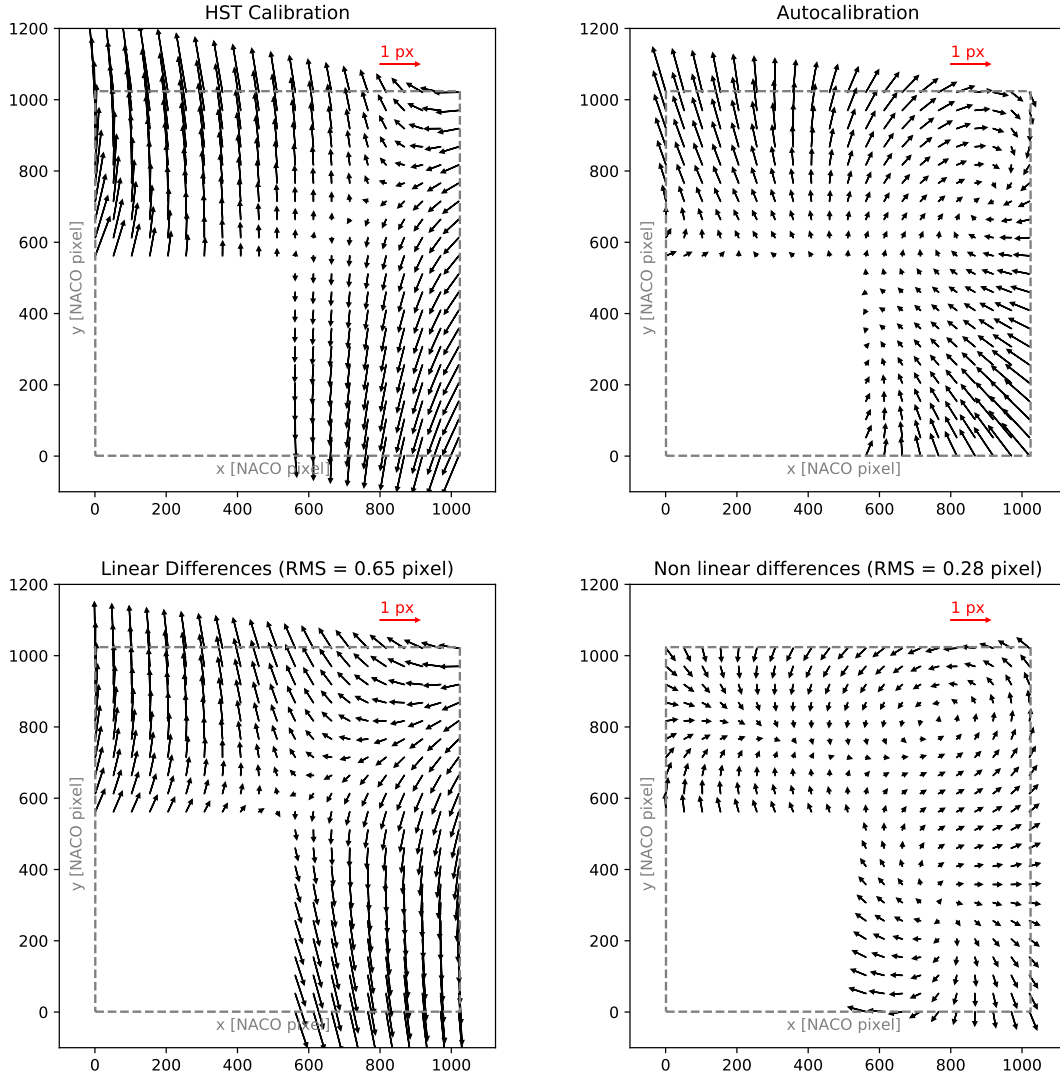 HST Calibration
1200
1000
800
600
400
200
0
0 200 400 600 800 1000
y [NACO pixel]
x [NACO pixel]
1 px
Autocalibration
1200
1000
800
600
400
200
0
0 200 400 600 800 1000
y [NACO pixel]
x [NACO pixel]
1 px
Linear Differences (RMS = 0.65 pixel)
1200
1000
800
600
400
200
0
0 200 400 600 800 1000
y [NACO pixel]
x [NACO pixel]
1 px
Non linear differences (RMS = 0.28 pixel)
1200
1000
800
600
400
200
0
0 200 400 600 800 1000
y [NACO pixel]
x [NACO pixel]
1 px